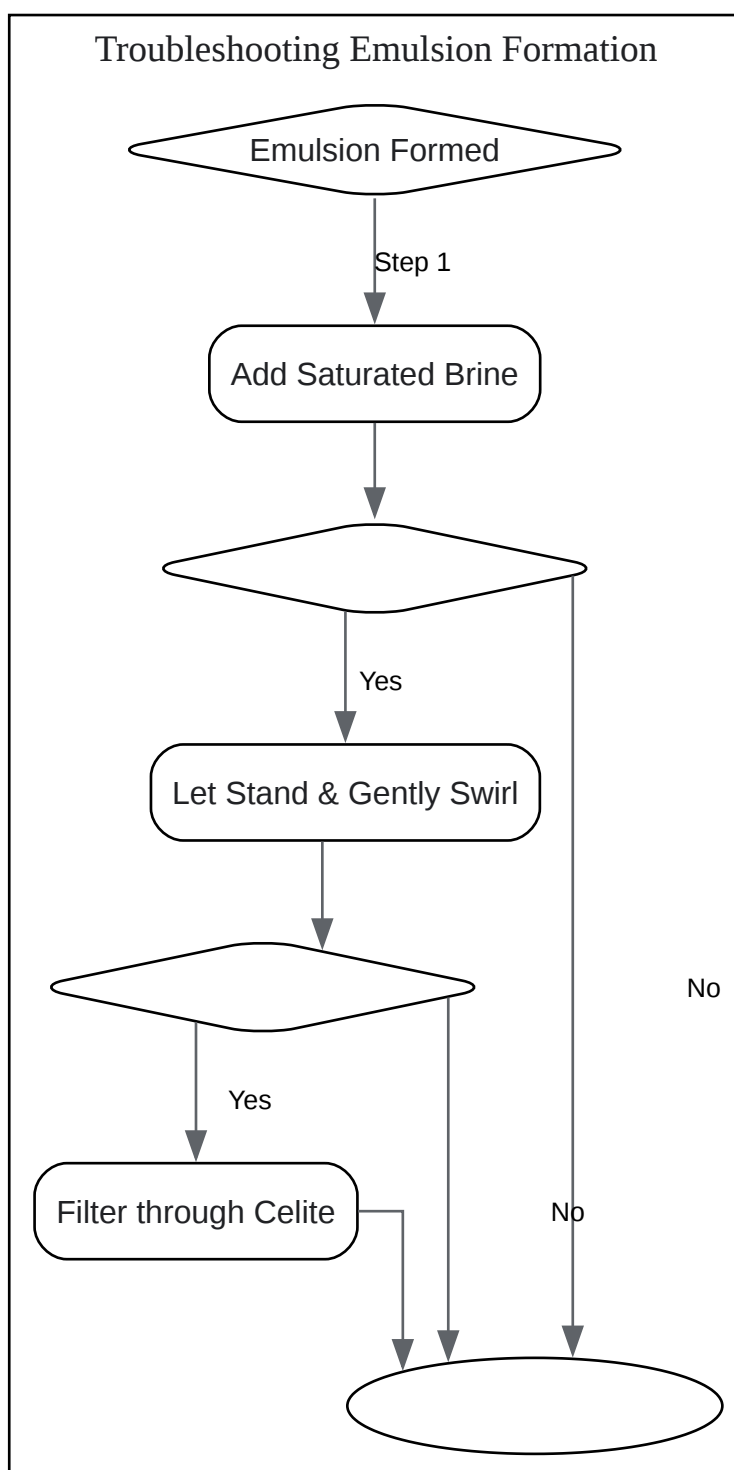 Troubleshooting Emulsion Formation
Emulsion Formed
Step 1
Add Saturated Brine
Yes
Let Stand & Gently Swirl
No
Yes
Filter through Celite
No